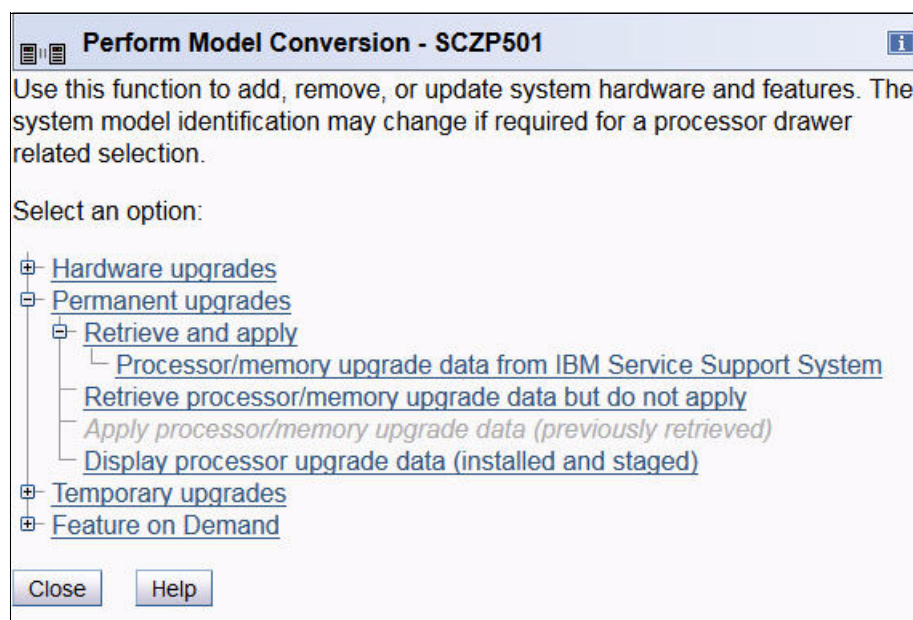 Perform Model Conversion - SCZP501
i
Use this function to add, remove, or update system hardware and features. The
system model identification may change if required for a processor drawer
related selection.
Select an option:
Hardware upgrades
Permanent upgrades
Retrieve and apply
Processor/memory upgrade data from IBM Service Support System
Retrieve processor/memory upgrade data but do not apply
Apply processor/memory upgrade data (previously retrieved)
Display processor upgrade data (installed and staged)
Temporary upgrades
Feature on Demand
Close Help